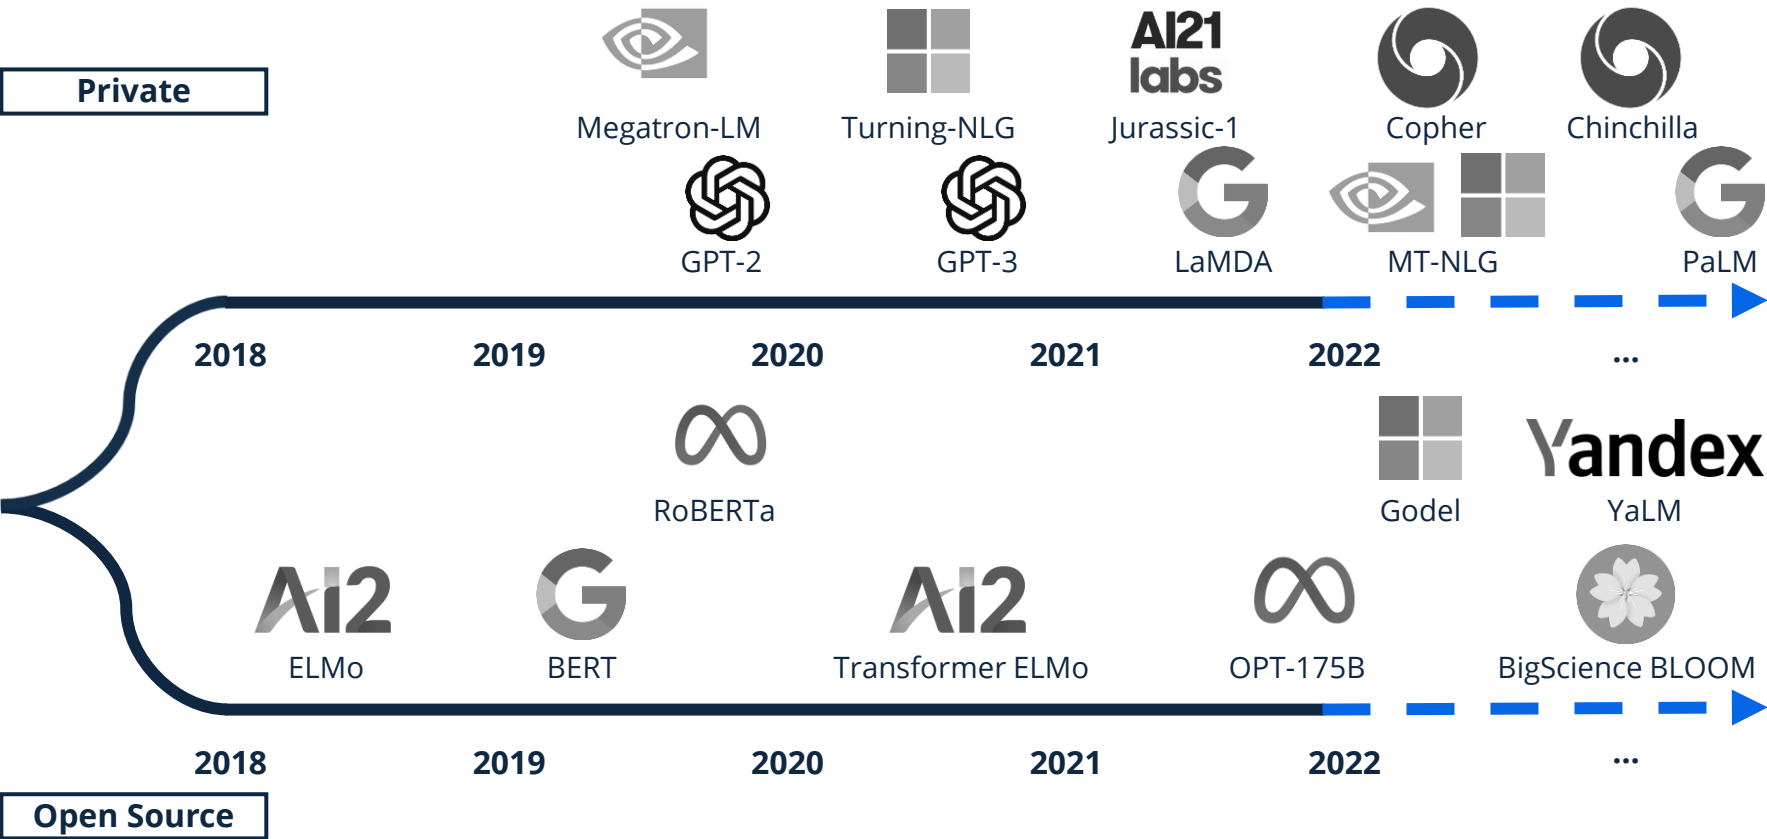 AI21
labs
Private
Megatron-LM
Turning-NLG
Jurassic-1
Copher
Chinchilla
GPT-2
GPT-3
LaMDA
MT-NLG
PaLM
2018
2019
2020
2021
2022
...
Yandex
RoBERTa
Godel
YaLM
Ai2
Ai2
ELMo
BERT
Transformer ELMo
OPT-175B
BigScience BLOOM
2018
2019
2020
2021
2022
...
Open Source